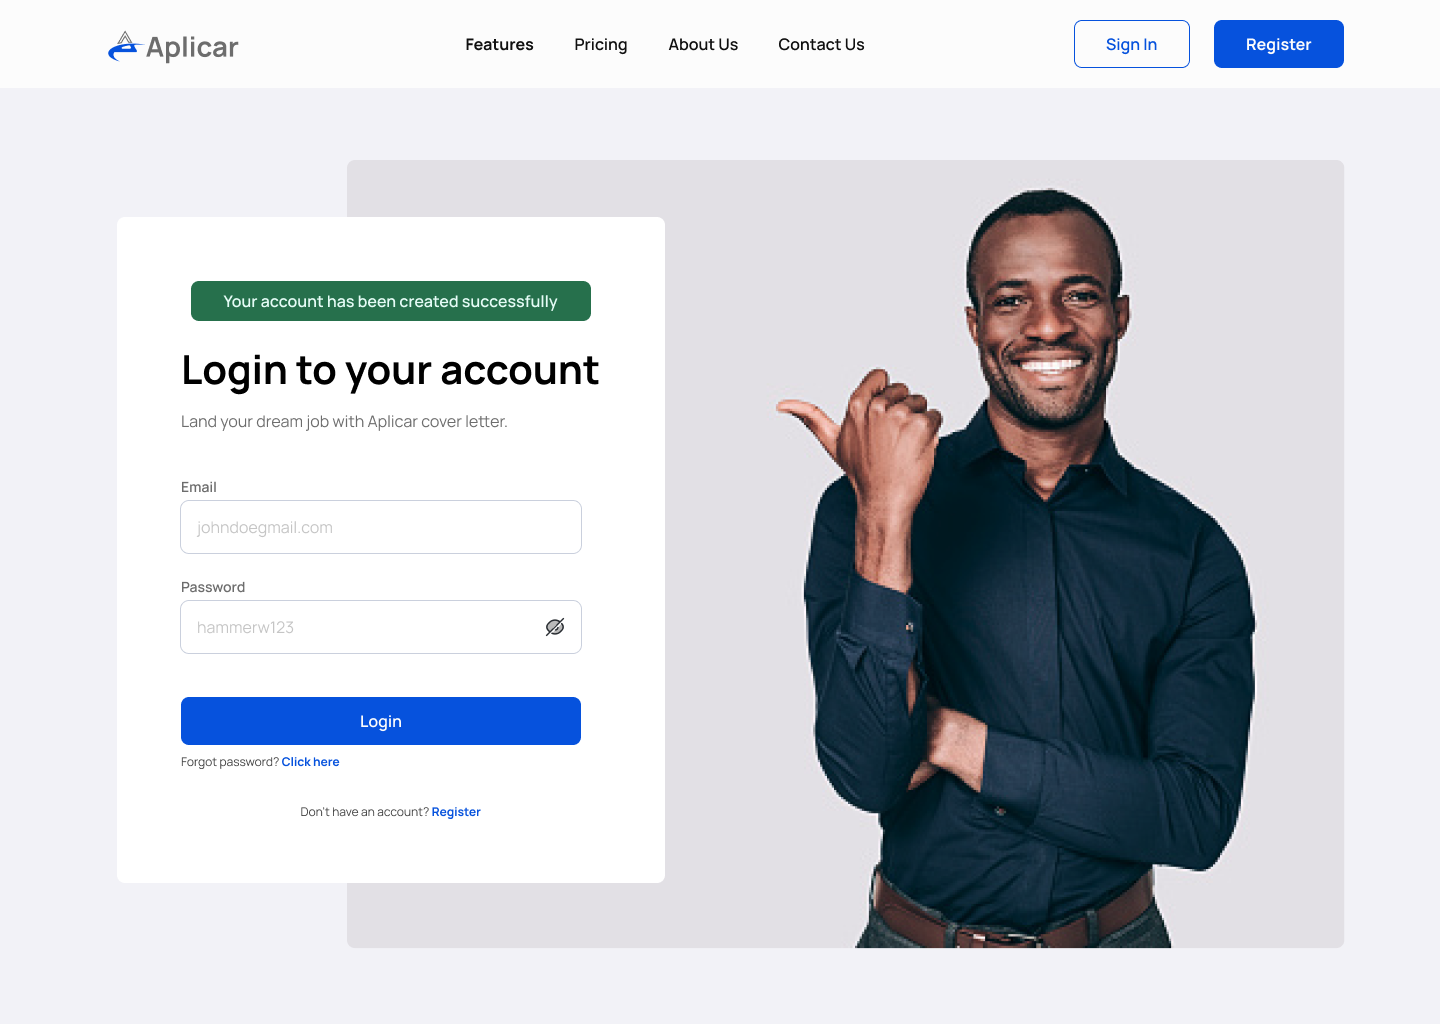 Aplicar
Features
Pricing
About Us
Contact Us
Sign In
Register
Your account has been created successfully
Login to your account
Land your dream job with Aplicar cover letter.
Email
johndoegmail.com
Password
hammerw123
Login
Forgot password? Click here
Don't have an account? Register